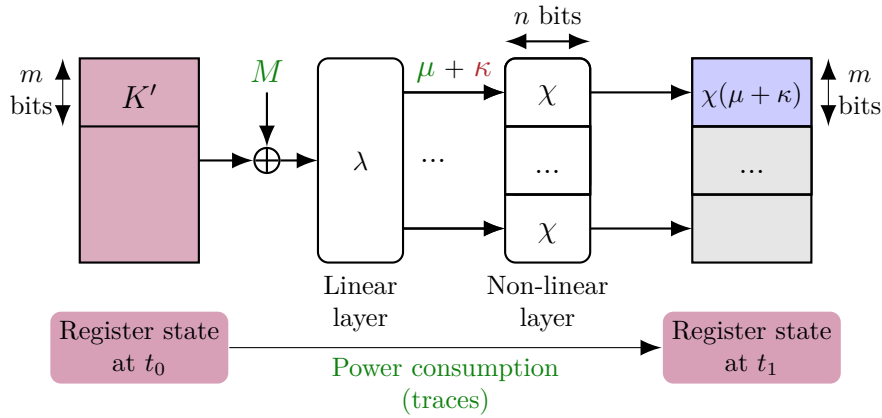 n bits
m
bits
K′
M
μ + κ
χ
χ(μ + κ)
m
bits
λ
...
...
...
χ
Linear
layer
Non-linear
layer
Register state
at t₀
Register state
at t₁
Power consumption
(traces)